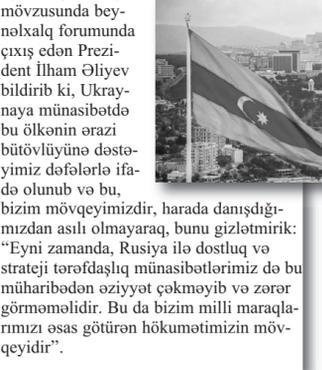 mövzusunda bey-
nəlxalq forumunda
çıxış edən Prezi-
dent İlham Əliyev
bildirib ki, Ukray-
naya münasibətdə
bu ölkənin ərazi
bütövlüyünə dəstə-
yimiz dəfələrlə ifa-
də olunub və bu,
bizim mövqeyimizdir, harada danışdığı-
mızdan asılı olmayaraq, bunu gizlətmirik:
“Eyni zamanda, Rusiya ilə dostluq və
strateji tərəfdaşlıq münasibətlərimiz də bu
müharibədən əziyyət çəkməyib və zərər
görməməlidir. Bu da bizim milli maraqla-
rımızı əsas götürən hökumətimizin möv-
qeyidir”.